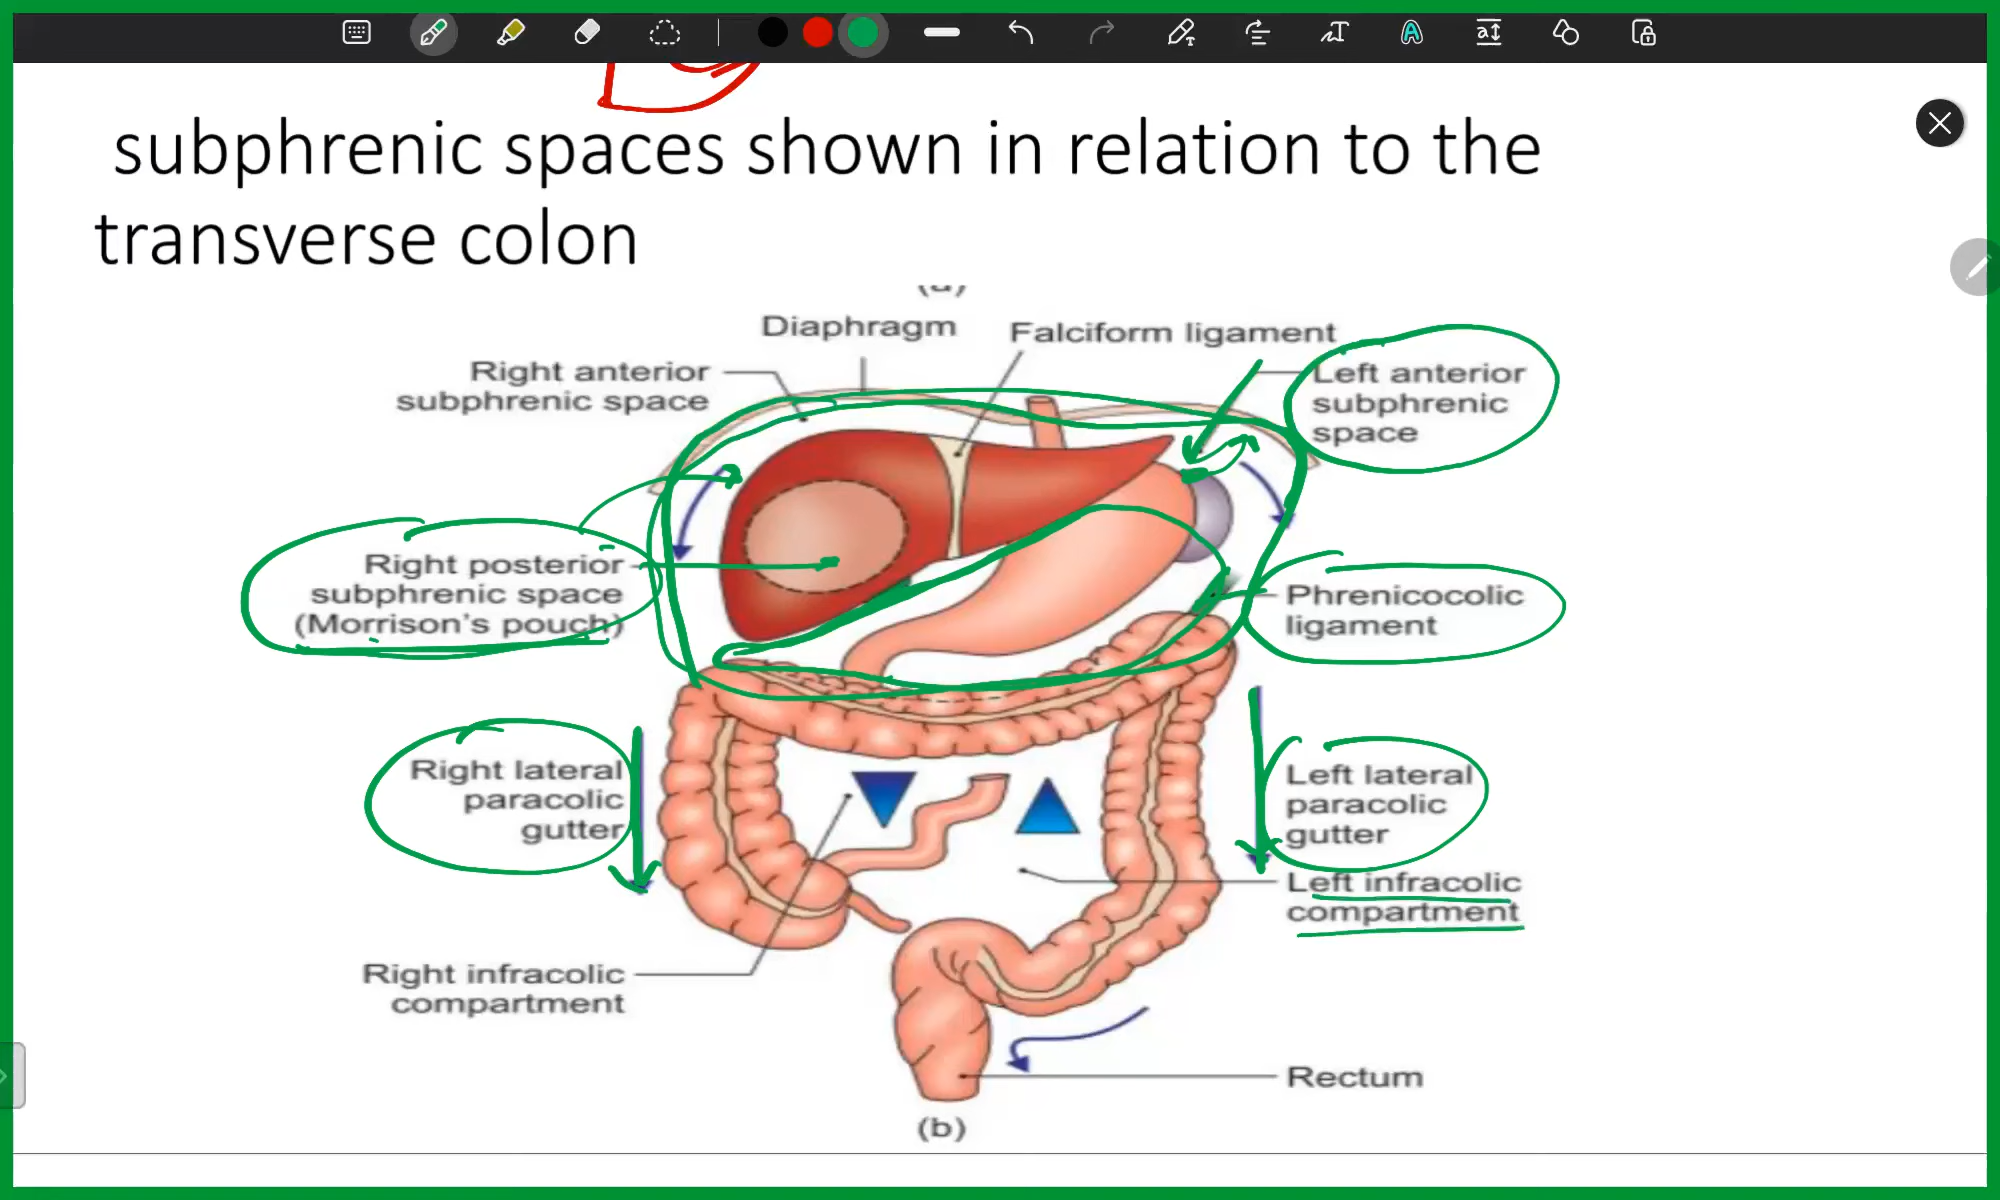 subphrenic spaces shown in relation to the
transverse colon
Diaphragm
Falciform ligament
Right anterior
subphrenic space
Left anterior
subphrenic
space
Right posterior
subphrenic space
(Morrison's pouch)
Phrenicocolic
ligament
Right lateral
paracolic
gutter
Left lateral
paracolic
gutter
Left infracolic
compartment
Right infracolic
compartment
Rectum
(b)